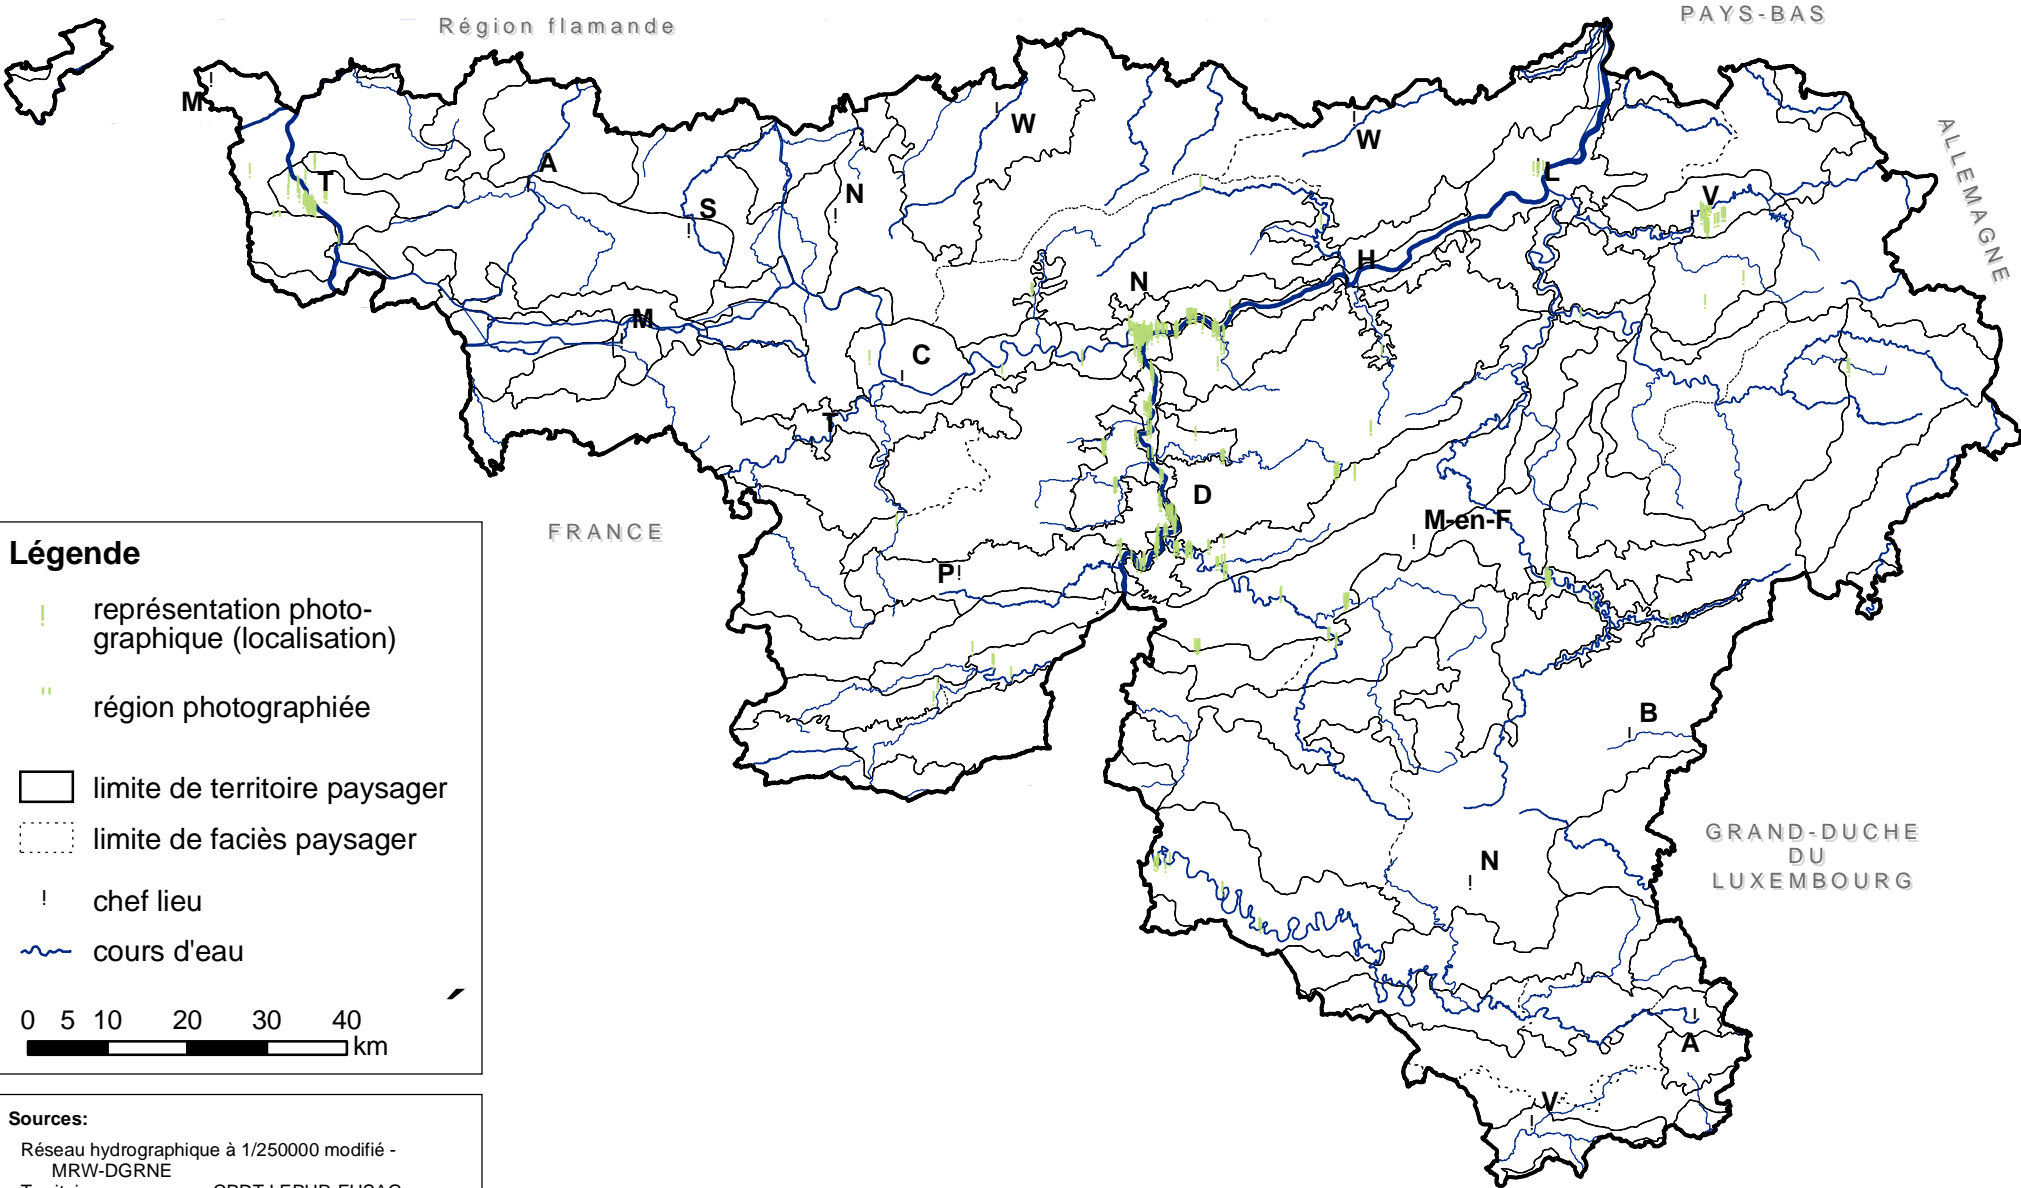 Région flamande
PAYS-BAS
ALLEMAGNE
M
W
W
A
T
S
N
L
V
H
N
M
C
T
D
M-en-F
FRANCE
P
B
GRAND-DUCHE
DU
LUXEMBOURG
N
A
V
Légende
représentation photo-
graphique (localisation)
région photographiée
limite de territoire paysager
limite de faciès paysager
chef lieu
cours d'eau
0 5 10 20 30 40
km
Sources:
Réseau hydrographique à 1/250000 modifié -
MRW-DGRNE